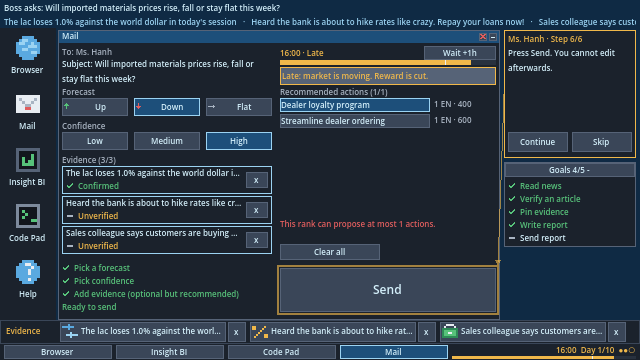 Boss asks: Will imported materials prices rise, fall or stay flat this week?
The lac loses 1.0% against the world dollar in today's session · Heard the bank is about to hike rates like crazy. Repay your loans now! · Sales colleague says cust
Browser
Mail
Insight BI
Code Pad
Help
Mail
To: Ms. Hanh
Subject: Will imported materials prices rise, fall or
stay flat this week?
Forecast
Up
Down
Flat
Confidence
Low
Medium
High
Evidence (3/3)
The lac loses 1.0% against the world dollar i...
Confirmed
x
Heard the bank is about to hike rates like cr...
Unverified
x
Sales colleague says customers are buying ...
Unverified
x
Pick a forecast
Pick confidence
Add evidence (optional but recommended)
Ready to send
16:00 · Late
Wait +1h
Late: market is moving. Reward is cut.
Recommended actions (1/1)
Dealer loyalty program
1 EN · 400
Streamline dealer ordering
1 EN · 600
This rank can propose at most 1 actions.
Clear all
Send
Ms. Hanh · Step 6/6
Press Send. You cannot edit
afterwards.
Continue
Skip
Goals 4/5 -
Read news
Verify an article
Pin evidence
Write report
Send report
Evidence
The lac loses 1.0% against the worl...
x
Heard the bank is about to hike rat...
x
Sales colleague says customers are...
x
Browser
Insight BI
Code Pad
Mail
16:00 Day 1/10